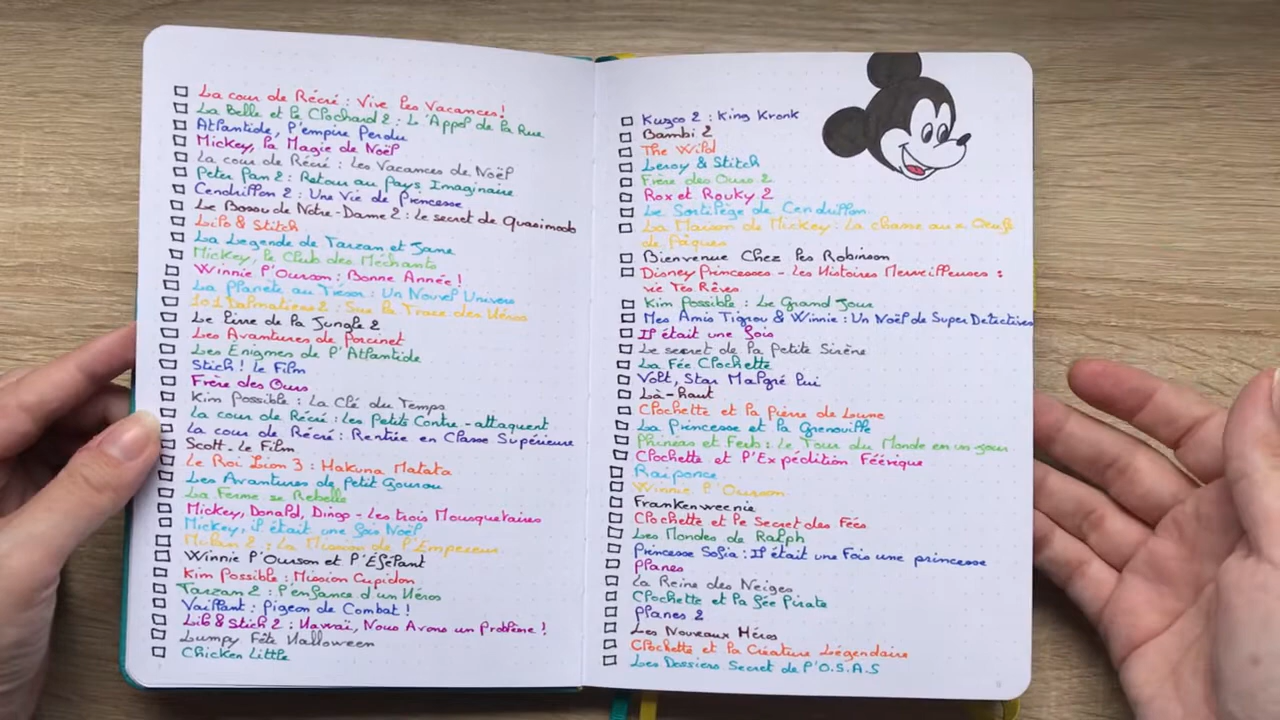 La cour de Récré : Vive Les Vacances !
La Belle et le Clochard 2 : L'Appel de la Rue
Atlantide, l'empire Perdu
Mickey, la Magie de Noël
La cour de Récré : Les Vacances de Noël
Peter Pan 2 : Retour au Pays Imaginaire
Cendrillon 2 : Une Vie de Princesse
Le Bossu de Notre-Dame 2 : Le secret de Quasimodo
Lilo & Stitch
La Légende de Tarzan et Jane
Mickey, le Club des Méchants
Winnie l'Ourson : Bonne Année !
La Planète au Trésor : Un Nouvel Univers
101 Dalmatiens 2 : Sur la Trace des Héros
Le Livre de la Jungle 2
Les Avantures de Porcinet
Les Enigmes de l'Atlantide
Stich ! le Film
Frère des Ours
Kim Possible : La Clé du Temps
La cour de Récré : Les Petits Contre-attaquent
La cour de Récré : Rentrée en Classe Supérieure
Scott - Le Film
Le Roi Lion 3 : Hakuna Matata
Les Avantures de Petit Gourou
La Ferme se Rebelle
Mickey, Donald, Dingo - Les trois Mousquetaires
Mickey, il était une fois Noël
Mulan 2 : La Mission de l'Empereur
Winnie l'Ourson et l'Éfélant
Kim Possible : Mission Cupidon
Tarzan 2 : l'enfance d'un Héros
Vaillant : Pigeon de Combat !
Lilo & Stich 2 : Hawaï, Nous Avons un Problème !
Lumpy Fête Halloween
Chicken Little
Kuzco 2 : King Kronk
Bambi 2
The Wild
Leroy & Stitch
Frère des Ours 2
Rox et Rouky 2
Le Sortilège de Cendrillon
La Maison de Mickey : La chasse aux Oeufs
de Pâques
Bienvenue Chez Les Robinson
Disney Princesses - Les Histoires Merveilleuses :
vie Tes Rêves
Kim Possible : Le Grand Jour
Mes Amis Tigrou & Winnie : Un Noël de Super Detectives
Il était une fois
Le secret de la Petite Sirène
La Fée Clochette
Volt, Star Malgré lui
Là-haut
Clochette et la Pierre de Lune
La Princesse et la Grenouille
Phinéas et Ferb : Le Tour du Monde en un jour
Clochette et l'Expédition Féérique
Raiponce
Winnie l'Ourson
Frankenweenie
Clochette et le Secret des Fées
Les Mondes de Ralph
Princesse Sofia : Il était une Fois une princesse
Planes
La Reine des Neiges
Clochette et la fée Pirate
Planes 2
Les Nouveaux Héros
Clochette et la Créature Légendaire
Les Dossiers Secret de l'O.S.A.S